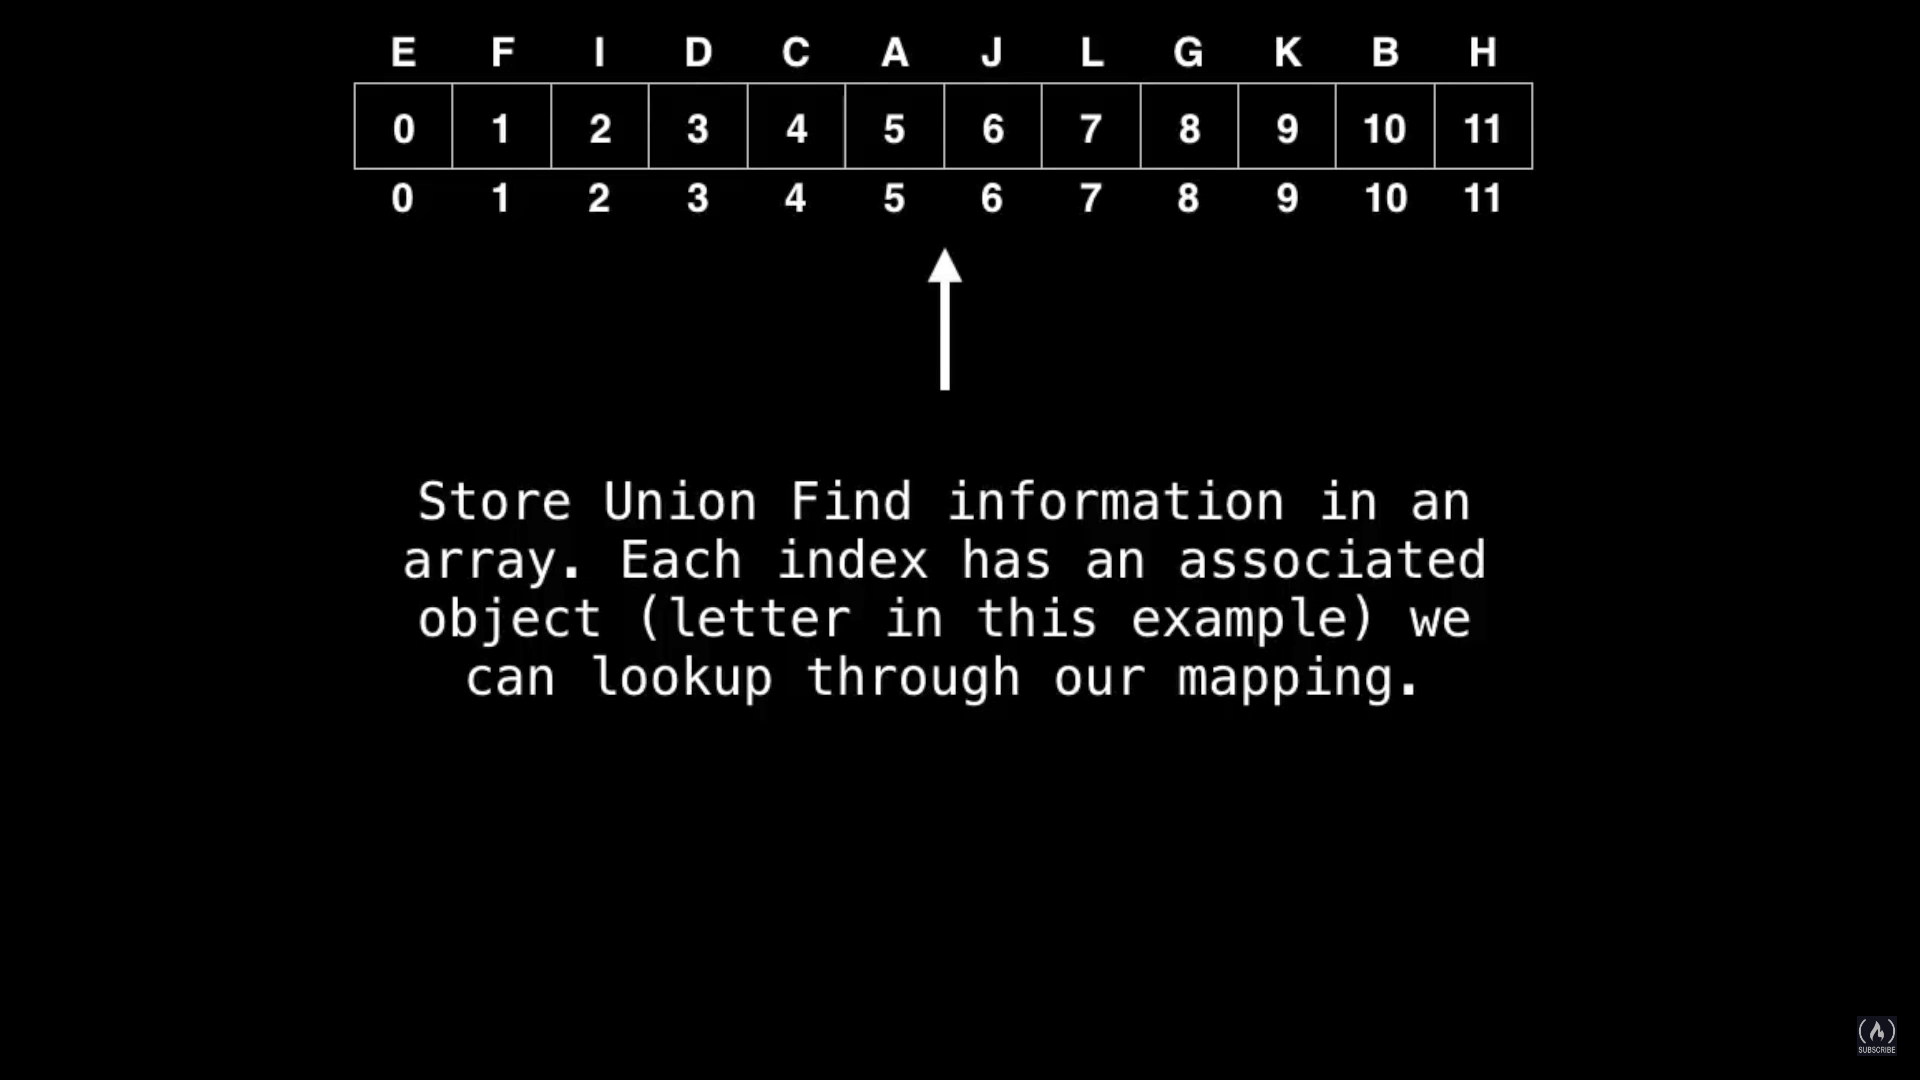 E F I D C A J L G K B H
0 1 2 3 4 5 6 7 8 9 10 11
0 1 2 3 4 5 6 7 8 9 10 11
Store Union Find information in an
array. Each index has an associated
object (letter in this example) we
can lookup through our mapping.
SUBSCRIBE